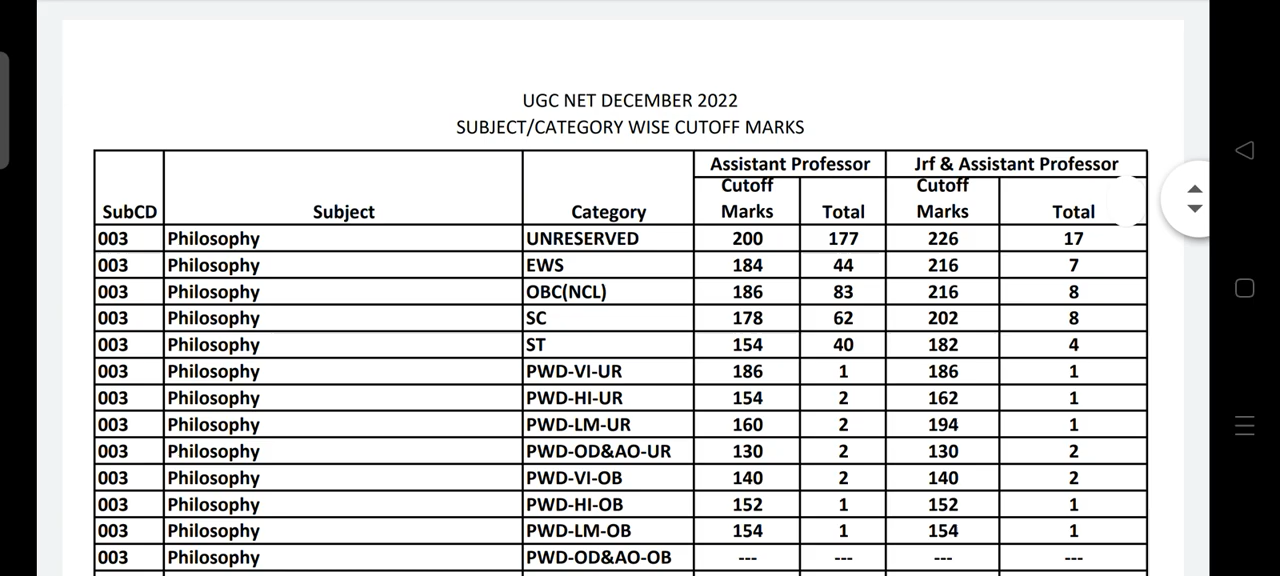 UGC NET DECEMBER 2022
SUBJECT/CATEGORY WISE CUTOFF MARKS
Assistant Professor Jrf & Assistant Professor
SubCD Subject Category Cutoff Marks Total Cutoff Marks Total
003 Philosophy UNRESERVED 200 177 226 17
003 Philosophy EWS 184 44 216 7
003 Philosophy OBC(NCL) 186 83 216 8
003 Philosophy SC 178 62 202 8
003 Philosophy ST 154 40 182 4
003 Philosophy PWD-VI-UR 186 1 186 1
003 Philosophy PWD-HI-UR 154 2 162 1
003 Philosophy PWD-LM-UR 160 2 194 1
003 Philosophy PWD-OD&AO-UR 130 2 130 2
003 Philosophy PWD-VI-OB 140 2 140 2
003 Philosophy PWD-HI-OB 152 1 152 1
003 Philosophy PWD-LM-OB 154 1 154 1
003 Philosophy PWD-OD&AO-OB --- --- --- ---